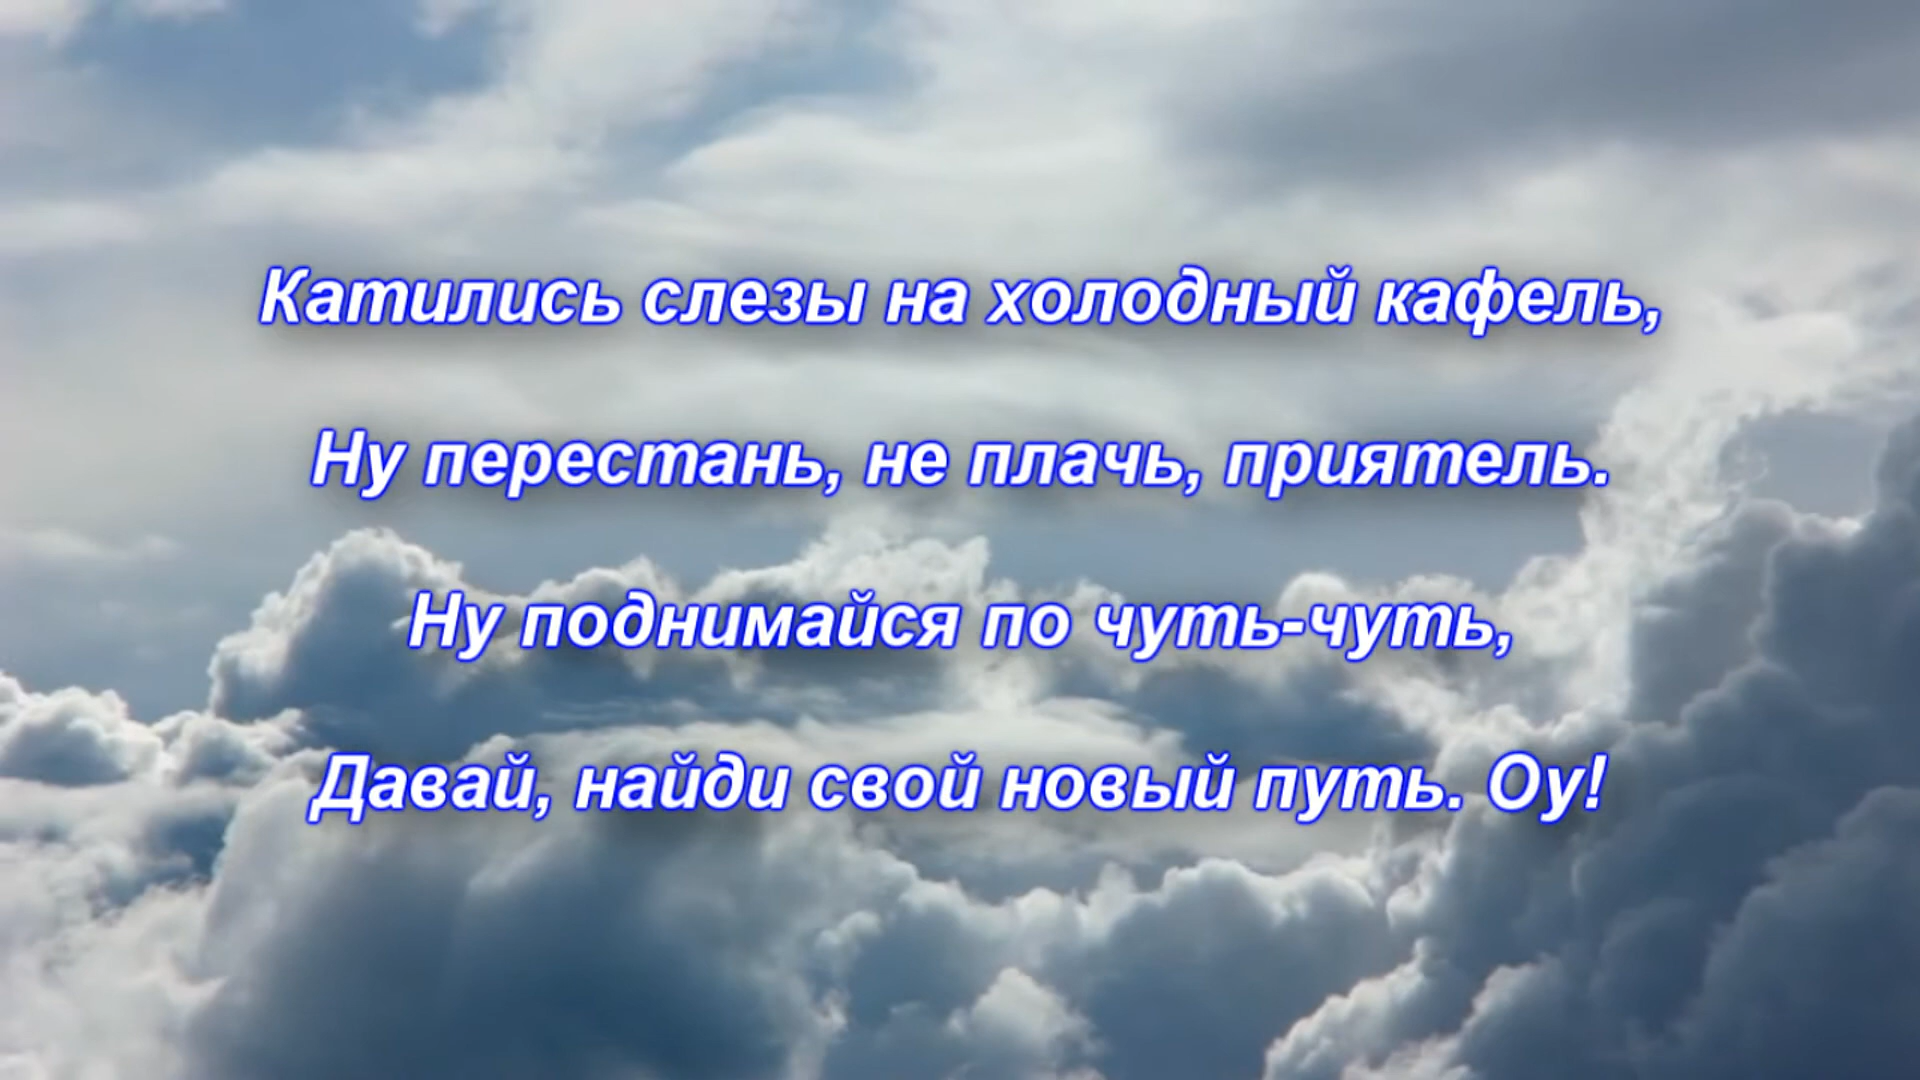 Катились слезы на холодный кафель,
Ну перестань, не плачь, приятель.
Ну поднимайся по чуть-чуть,
Давай, найди свой новый путь. Оу!